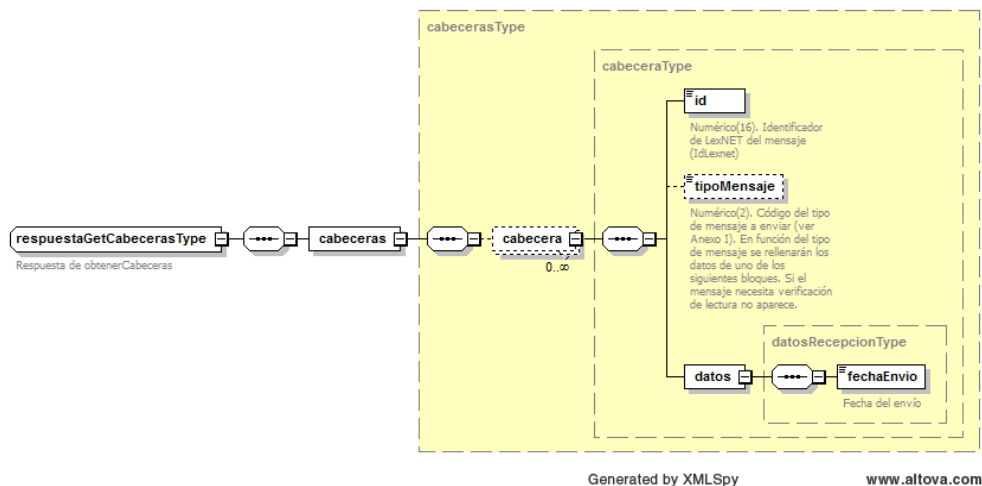 cabecerasType
cabeceraType
id
Numérico(16). Identificador
de LexNET del mensaje
(IdLexnet)
tipoMensaje
Numérico(2). Código del tipo
de mensaje a enviar (ver
Anexo I). En función del tipo
de mensaje se rellenarán los
datos de uno de los
siguientes bloques. Si el
mensaje necesita verificación
de lectura no aparece.
respuestaGetCabecerasType
Respuesta de obtenerCabeceras
cabeceras
cabecera
0..∞
datosRecepcionType
datos
fechaEnvio
Fecha del envío
Generated by XMLSpy
www.altova.com